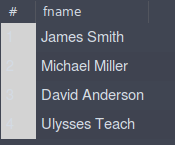 # fname
James Smith
Michael Miller
David Anderson
Ulysses Teach